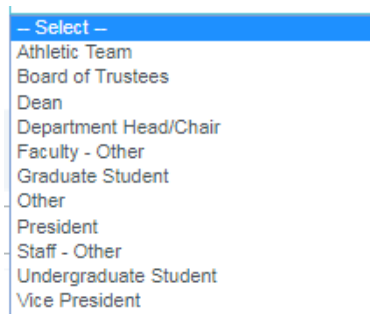 -- Select --
Athletic Team
Board of Trustees
Dean
Department Head/Chair
Faculty - Other
Graduate Student
Other
President
Staff - Other
Undergraduate Student
Vice President